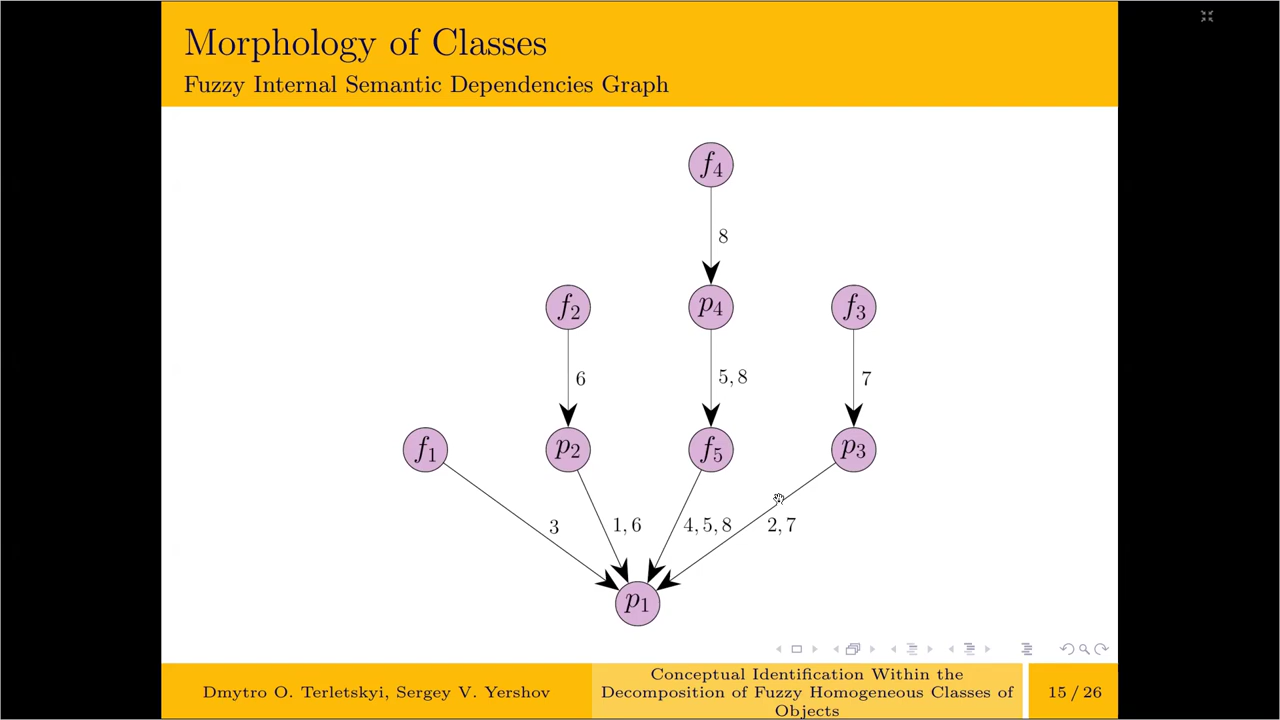 Morphology of Classes
Fuzzy Internal Semantic Dependencies Graph
f4
8
f2
p4
f3
6
5, 8
7
f1
p2
f5
p3
3
1, 6
4, 5, 8
2, 7
p1
Dmytro O. Terletskyi, Sergey V. Yershov
Conceptual Identification Within the
Decomposition of Fuzzy Homogeneous Classes of
Objects
15 / 26